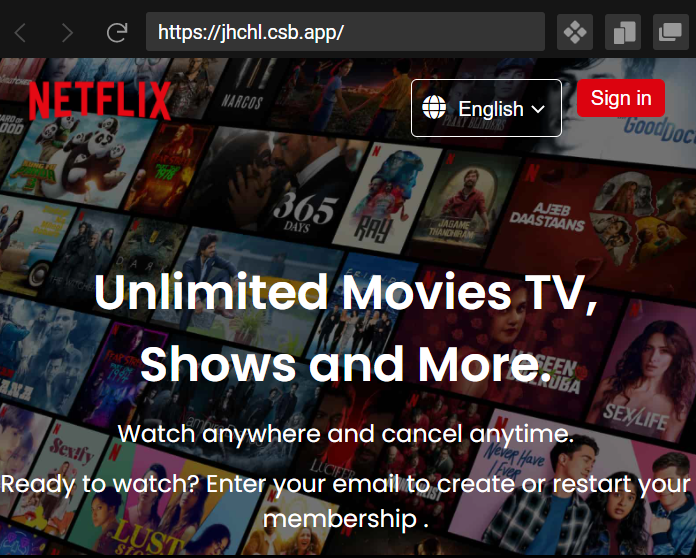 https://jhchl.csb.app/
NETFLIX
English
Sign in
NARCOS
GOOD DOC
365
DAYS
RAY
JAGAME
THANDHIRAM
AJEEB
DAASTAANS
Unlimited Movies TV,
Shows and More.
SEX/LIFE
Watch anywhere and cancel anytime.
Sexify
LUCIFER
Never Have
I Ever
Ready to watch? Enter your email to create or restart your
membership .
LUST